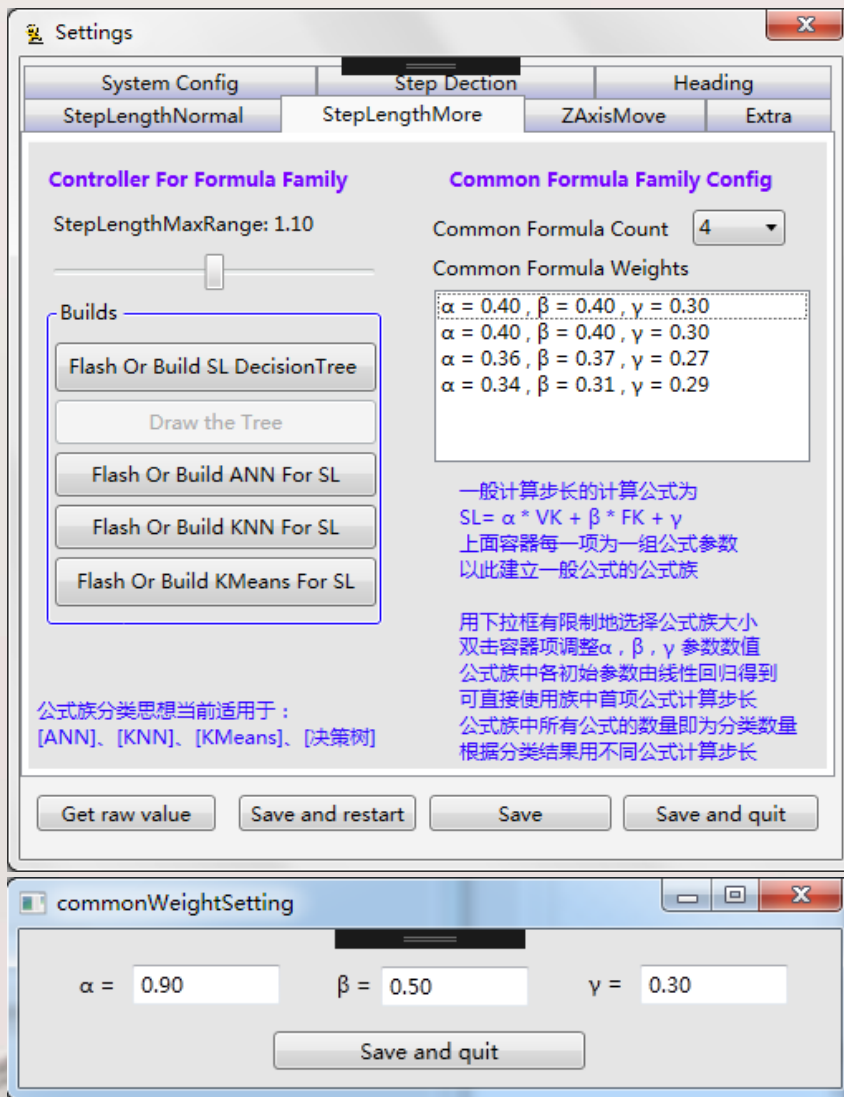 Settings
System Config
Step Dection
Heading
StepLengthNormal
StepLengthMore
ZAxisMove
Extra
Controller For Formula Family
StepLengthMaxRange: 1.10
Builds
Flash Or Build SL DecisionTree
Draw the Tree
Flash Or Build ANN For SL
Flash Or Build KNN For SL
Flash Or Build KMeans For SL
公式族分类思想当前适用于：
[ANN]、[KNN]、[KMeans]、[决策树]
Common Formula Family Config
Common Formula Count 4
Common Formula Weights
α = 0.40 , β = 0.40 , γ = 0.30
α = 0.40 , β = 0.40 , γ = 0.30
α = 0.36 , β = 0.37 , γ = 0.27
α = 0.34 , β = 0.31 , γ = 0.29
一般计算步长的计算公式为
SL= α * VK + β * FK + γ
上面容器每一项为一组公式参数
以此建立一般公式的公式族
用下拉框有限制地选择公式族大小
双击容器项调整α，β，γ 参数数值
公式族中各初始参数由线性回归得到
可直接使用族中首项公式计算步长
公式族中所有公式的数量即为分类数量
根据分类结果用不同公式计算步长
Get raw value
Save and restart
Save
Save and quit
commonWeightSetting
α = 0.90
β = 0.50
γ = 0.30
Save and quit